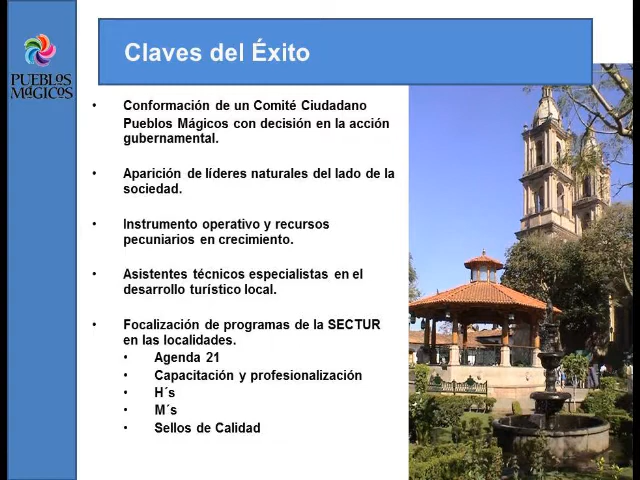 Claves del Éxito
PUEBLOS
MáGICOS
• Conformación de un Comité Ciudadano
Pueblos Mágicos con decisión en la acción
gubernamental.
• Aparición de líderes naturales del lado de la
sociedad.
• Instrumento operativo y recursos
pecuniarios en crecimiento.
• Asistentes técnicos especialistas en el
desarrollo turístico local.
• Focalización de programas de la SECTUR
en las localidades.
• Agenda 21
• Capacitación y profesionalización
• H´s
• M´s
• Sellos de Calidad